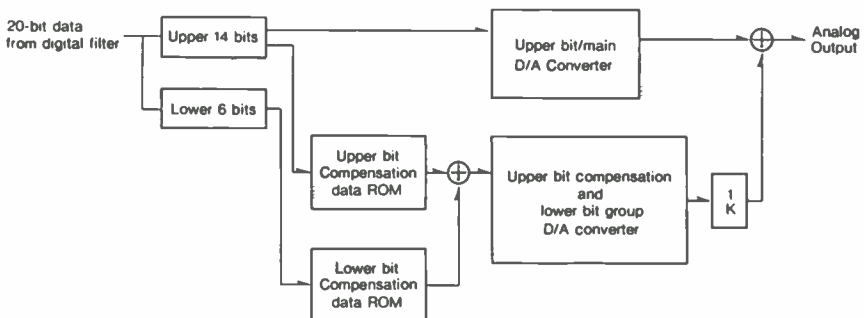 20-bit data
from digital filter
Upper 14 bits
Lower 6 bits
Upper bit/main
D/A Converter
+
Analog
Output
Upper bit
Compensation
data ROM
+
Upper bit compensation
and
lower bit group
D/A converter
1
K
Lower bit
Compensation
data ROM